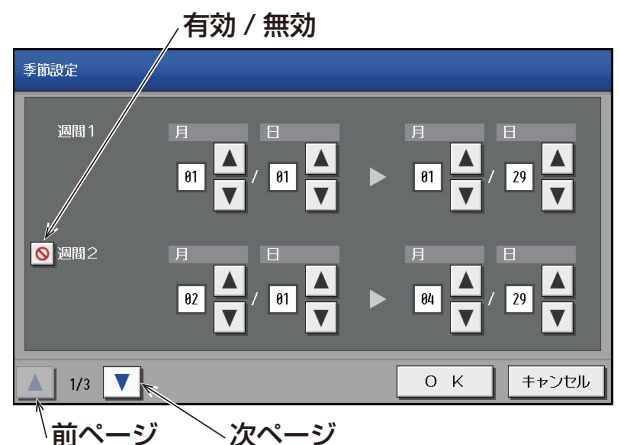 有効 / 無効
季節設定
週間1
月 日 月 日
01 / 01 ▶ 01 / 29
週間2
月 日 月 日
02 / 01 ▶ 04 / 29
1/3
O K
キャンセル
前ページ
次ページ